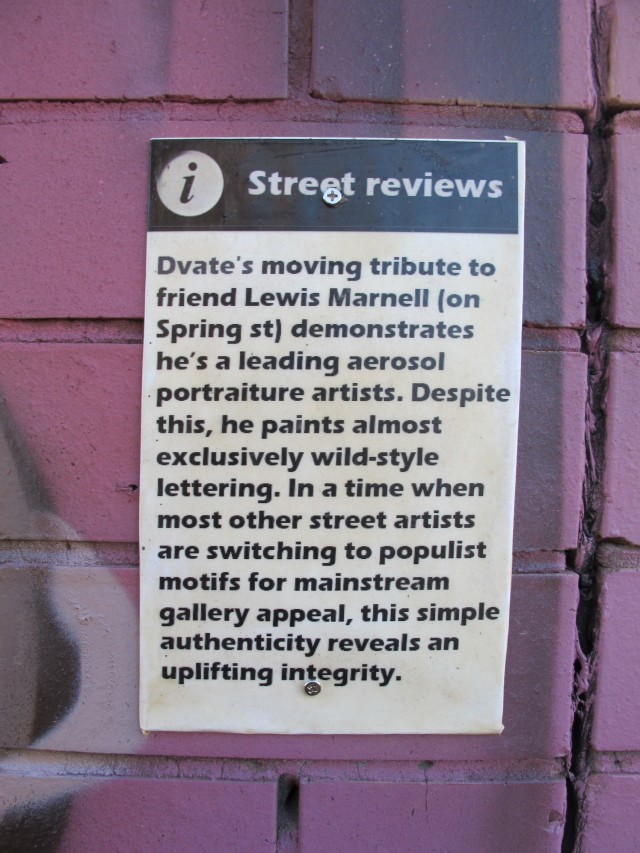 i Street reviews
Dvate's moving tribute to
friend Lewis Marnell (on
Spring st) demonstrates
he's a leading aerosol
portraiture artists. Despite
this, he paints almost
exclusively wild-style
lettering. In a time when
most other street artists
are switching to populist
motifs for mainstream
gallery appeal, this simple
authenticity reveals an
uplifting integrity.